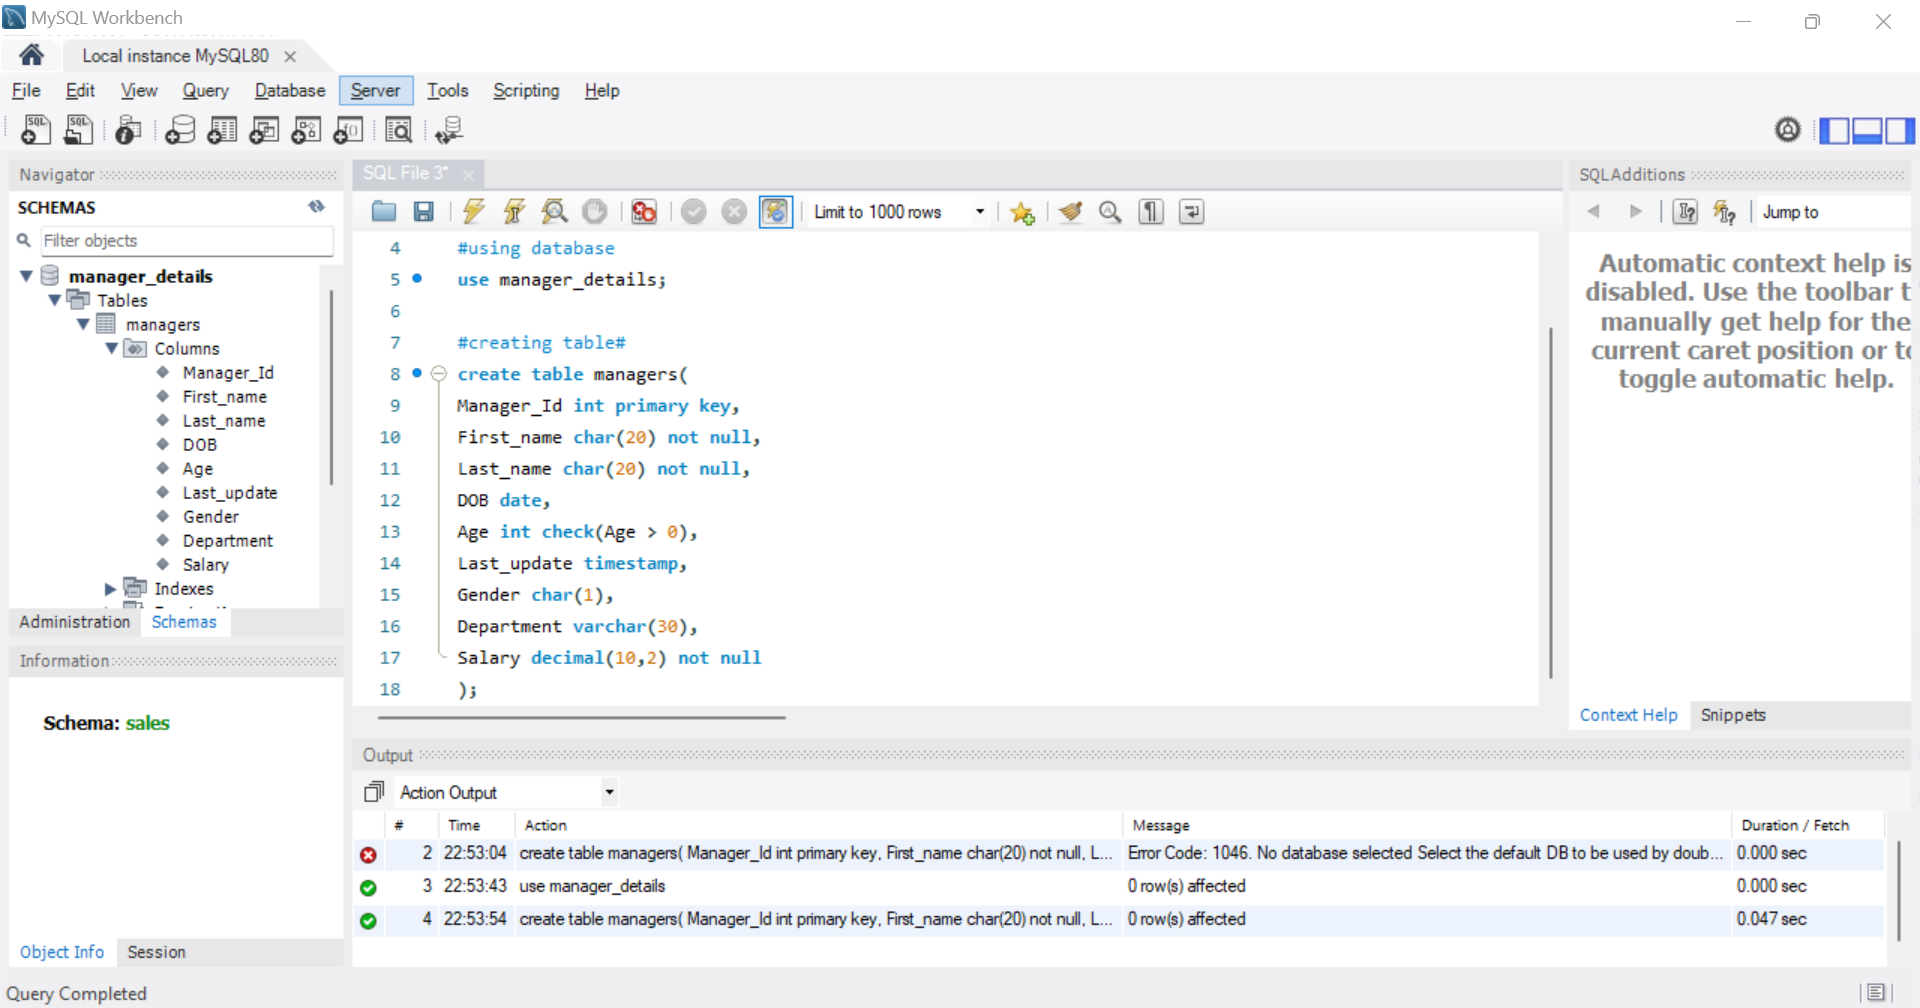 MySQL Workbench
Local instance MySQL80
File Edit View Query Database Server Tools Scripting Help
Navigator
SCHEMAS
Filter objects
manager_details
Tables
managers
Columns
Manager_Id
First_name
Last_name
DOB
Age
Last_update
Gender
Department
Salary
Indexes
Administration Schemas
Information
Schema: sales
Object Info Session
Query Completed
SQL File 3*
Limit to 1000 rows
4 #using database
5 use manager_details;
6
7 #creating table#
8 create table managers(
9 Manager_Id int primary key,
10 First_name char(20) not null,
11 Last_name char(20) not null,
12 DOB date,
13 Age int check(Age > 0),
14 Last_update timestamp,
15 Gender char(1),
16 Department varchar(30),
17 Salary decimal(10,2) not null
18 );
SQLAdditions
Jump to
Automatic context help is
disabled. Use the toolbar t
manually get help for the
current caret position or to
toggle automatic help.
Context Help Snippets
Output
Action Output
# Time Action Message Duration / Fetch
2 22:53:04 create table managers( Manager_Id int primary key, First_name char(20) not null, L... Error Code: 1046. No database selected Select the default DB to be used by doub... 0.000 sec
3 22:53:43 use manager_details 0 row(s) affected 0.000 sec
4 22:53:54 create table managers( Manager_Id int primary key, First_name char(20) not null, L... 0 row(s) affected 0.047 sec